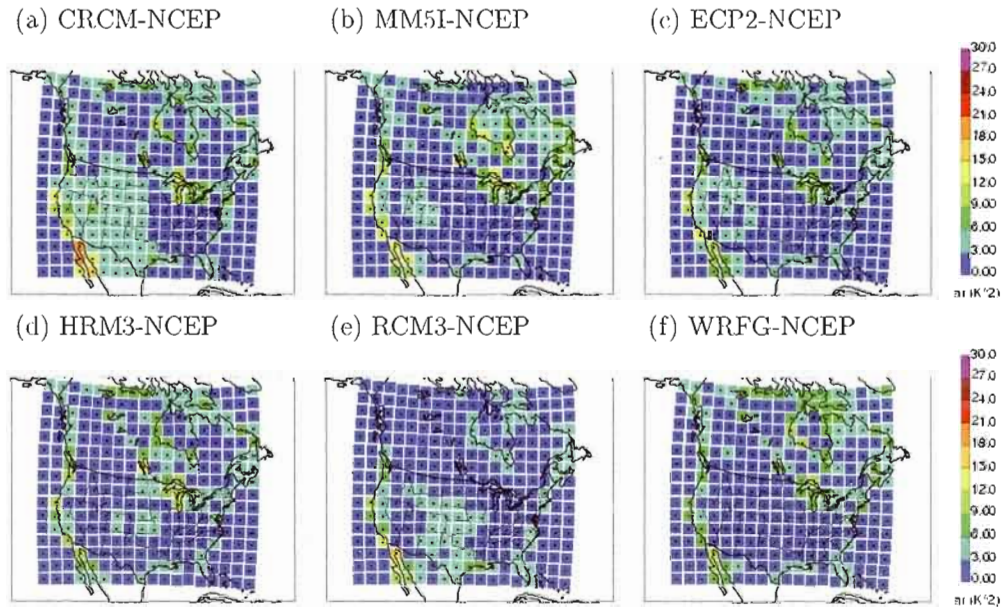 (a) CRCM-NCEP
(b) MM5I-NCEP
(c) ECP2-NCEP
30.0
27.0
24.0
21.0
18.0
15.0
12.0
9.00
6.00
3.00
0.00
(K^2)
(d) HRM3-NCEP
(e) RCM3-NCEP
(f) WRFG-NCEP
30.0
27.0
24.0
21.0
18.0
15.0
12.0
9.00
6.00
3.00
0.00
(K^2)